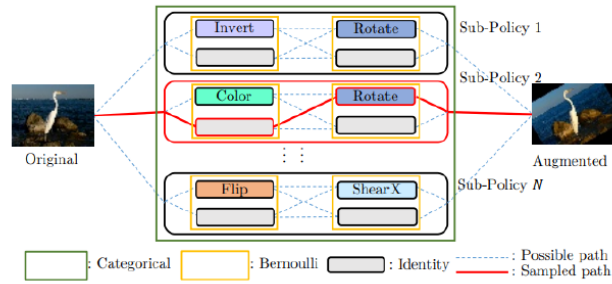 Invert Rotate Sub-Policy 1
Sub-Policy 2
Color Rotate
Original Augmented
Flip ShearX Sub-Policy N
: Categorical : Bernoulli : Identity : Possible path
: Sampled path